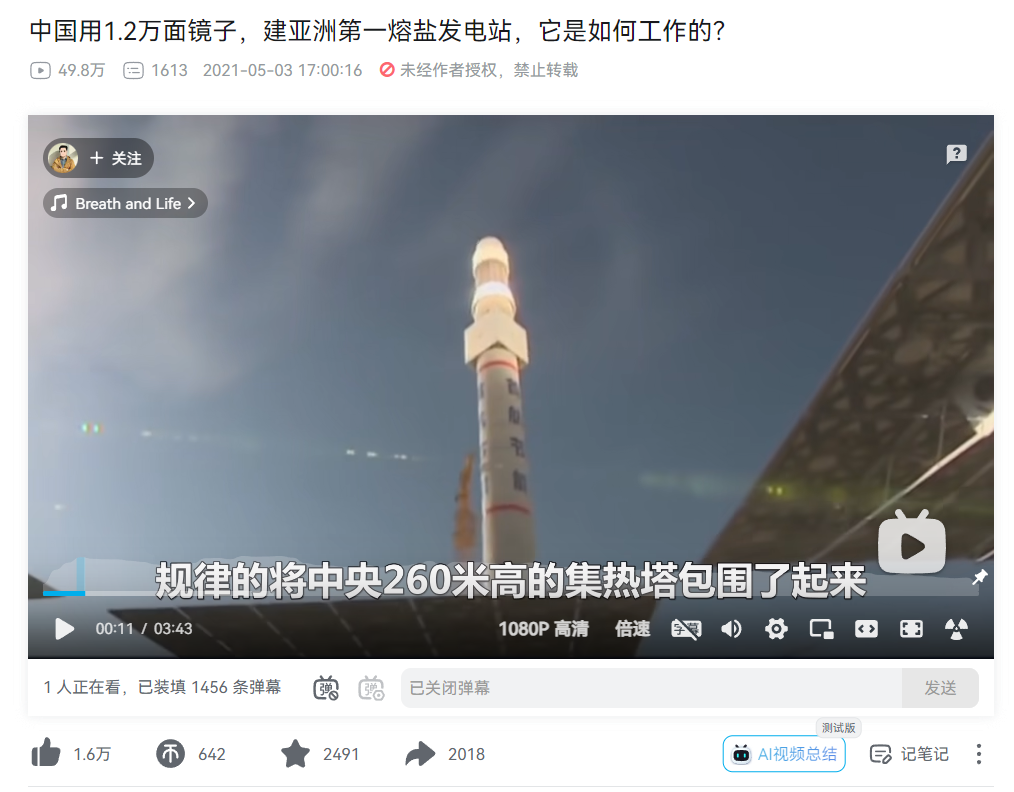 中国用1.2万面镜子，建亚洲第一熔盐发电站，它是如何工作的？
49.8万 1613 2021-05-03 17:00:16 未经作者授权，禁止转载
+ 关注
Breath and Life
规律的将中央260米高的集热塔包围了起来
00:11 / 03:43 1080P 高清 倍速 字幕
1 人正在看，已装填 1456 条弹幕 弹 弹 已关闭弹幕 发送
测试版
1.6万 642 2491 2018 AI视频总结 记笔记